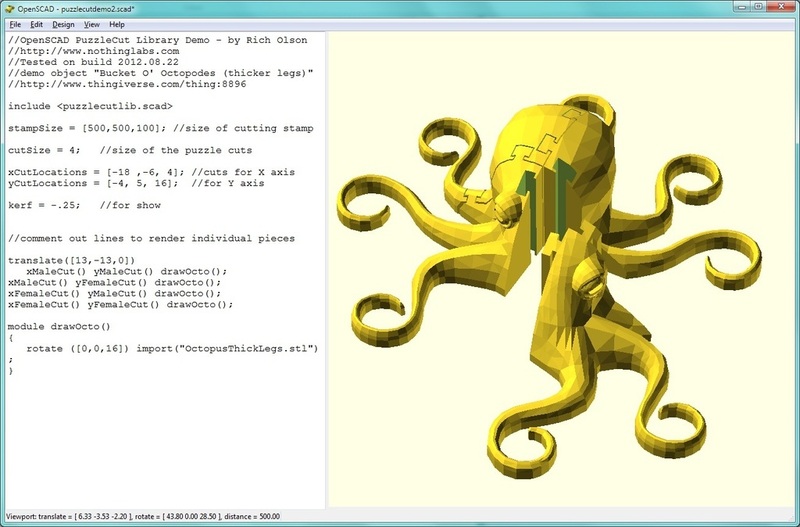 OpenSCAD - puzzlecutdemo2.scad*
File Edit Design View Help
//OpenSCAD PuzzleCut Library Demo - by Rich Olson
//http://www.nothinglabs.com
//Tested on build 2012.08.22
//demo object "Bucket O' Octopodes (thicker legs)"
//http://www.thingiverse.com/thing:8896
include <puzzlecutlib.scad>
stampSize = [500,500,100]; //size of cutting stamp
cutSize = 4; //size of the puzzle cuts
xCutLocations = [-18 ,-6, 4]; //cuts for X axis
yCutLocations = [-4, 5, 16]; //for Y axis
kerf = -.25; //for show
//comment out lines to render individual pieces
translate([13,-13,0])
xMaleCut() yMaleCut() drawOcto();
xMaleCut() yFemaleCut() drawOcto();
xFemaleCut() yMaleCut() drawOcto();
xFemaleCut() yFemaleCut() drawOcto();
module drawOcto()
{
rotate ([0,0,16]) import("OctopusThickLegs.stl")
;
}
Viewport: translate = [ 6.33 -3.53 -2.20 ], rotate = [ 43.80 0.00 28.50 ], distance = 500.00